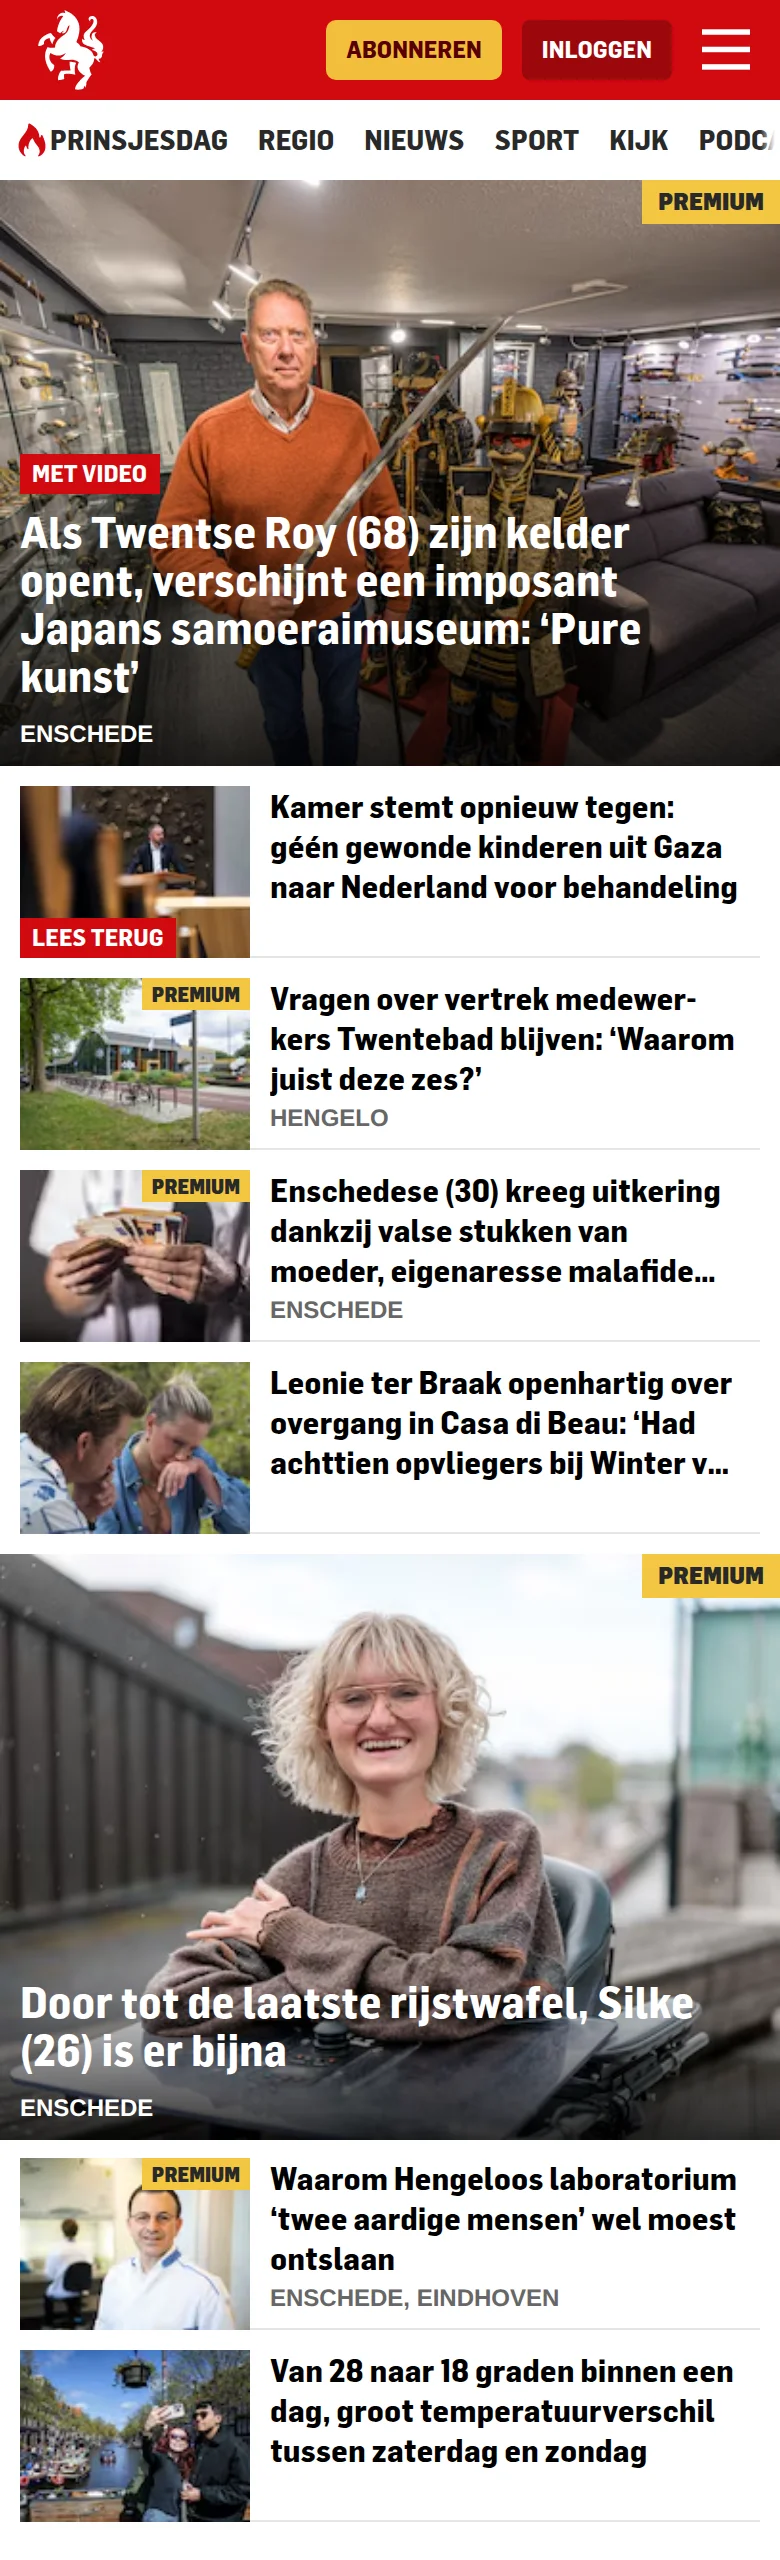 ABONNEREN
INLOGGEN
PRINSJESDAG REGIO NIEUWS SPORT KIJK PODCA
PREMIUM
MET VIDEO
Als Twentse Roy (68) zijn kelder
opent, verschijnt een imposant
Japans samoeraimuseum: ‘Pure
kunst’
ENSCHEDE
Kamer stemt opnieuw tegen:
géén gewonde kinderen uit Gaza
naar Nederland voor behandeling
LEES TERUG
PREMIUM
Vragen over vertrek medewer-
kers Twentebad blijven: ‘Waarom
juist deze zes?’
HENGELO
PREMIUM
Enschedese (30) kreeg uitkering
dankzij valse stukken van
moeder, eigenaresse malafide...
ENSCHEDE
Leonie ter Braak openhartig over
overgang in Casa di Beau: ‘Had
achttien opvliegers bij Winter v...
PREMIUM
Door tot de laatste rijstwafel, Silke
(26) is er bijna
ENSCHEDE
PREMIUM
Waarom Hengeloos laboratorium
‘twee aardige mensen’ wel moest
ontslaan
ENSCHEDE, EINDHOVEN
Van 28 naar 18 graden binnen een
dag, groot temperatuurverschil
tussen zaterdag en zondag